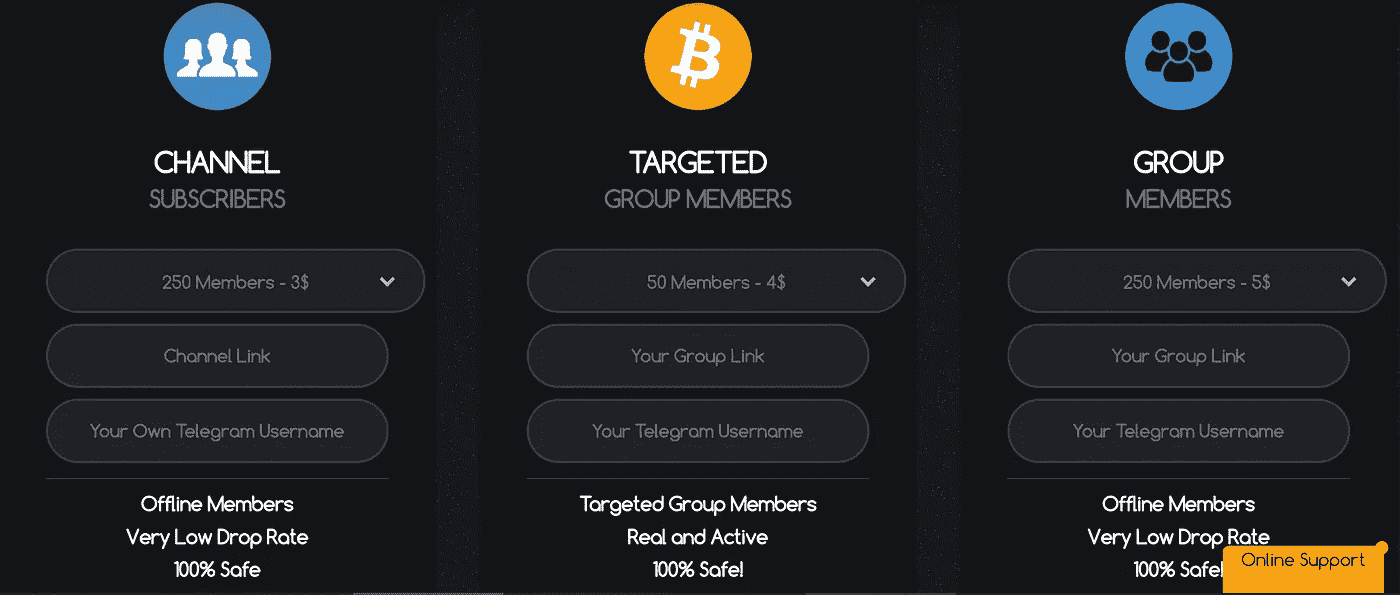 CHANNEL
SUBSCRIBERS
250 Members - 3$
Channel Link
Your Own Telegram Username
Offline Members
Very Low Drop Rate
100% Safe
TARGETED
GROUP MEMBERS
50 Members - 4$
Your Group Link
Your Telegram Username
Targeted Group Members
Real and Active
100% Safe!
GROUP
MEMBERS
250 Members - 5$
Your Group Link
Your Telegram Username
Offline Members
Very Low Drop Rate
100% Safe!
Online Support